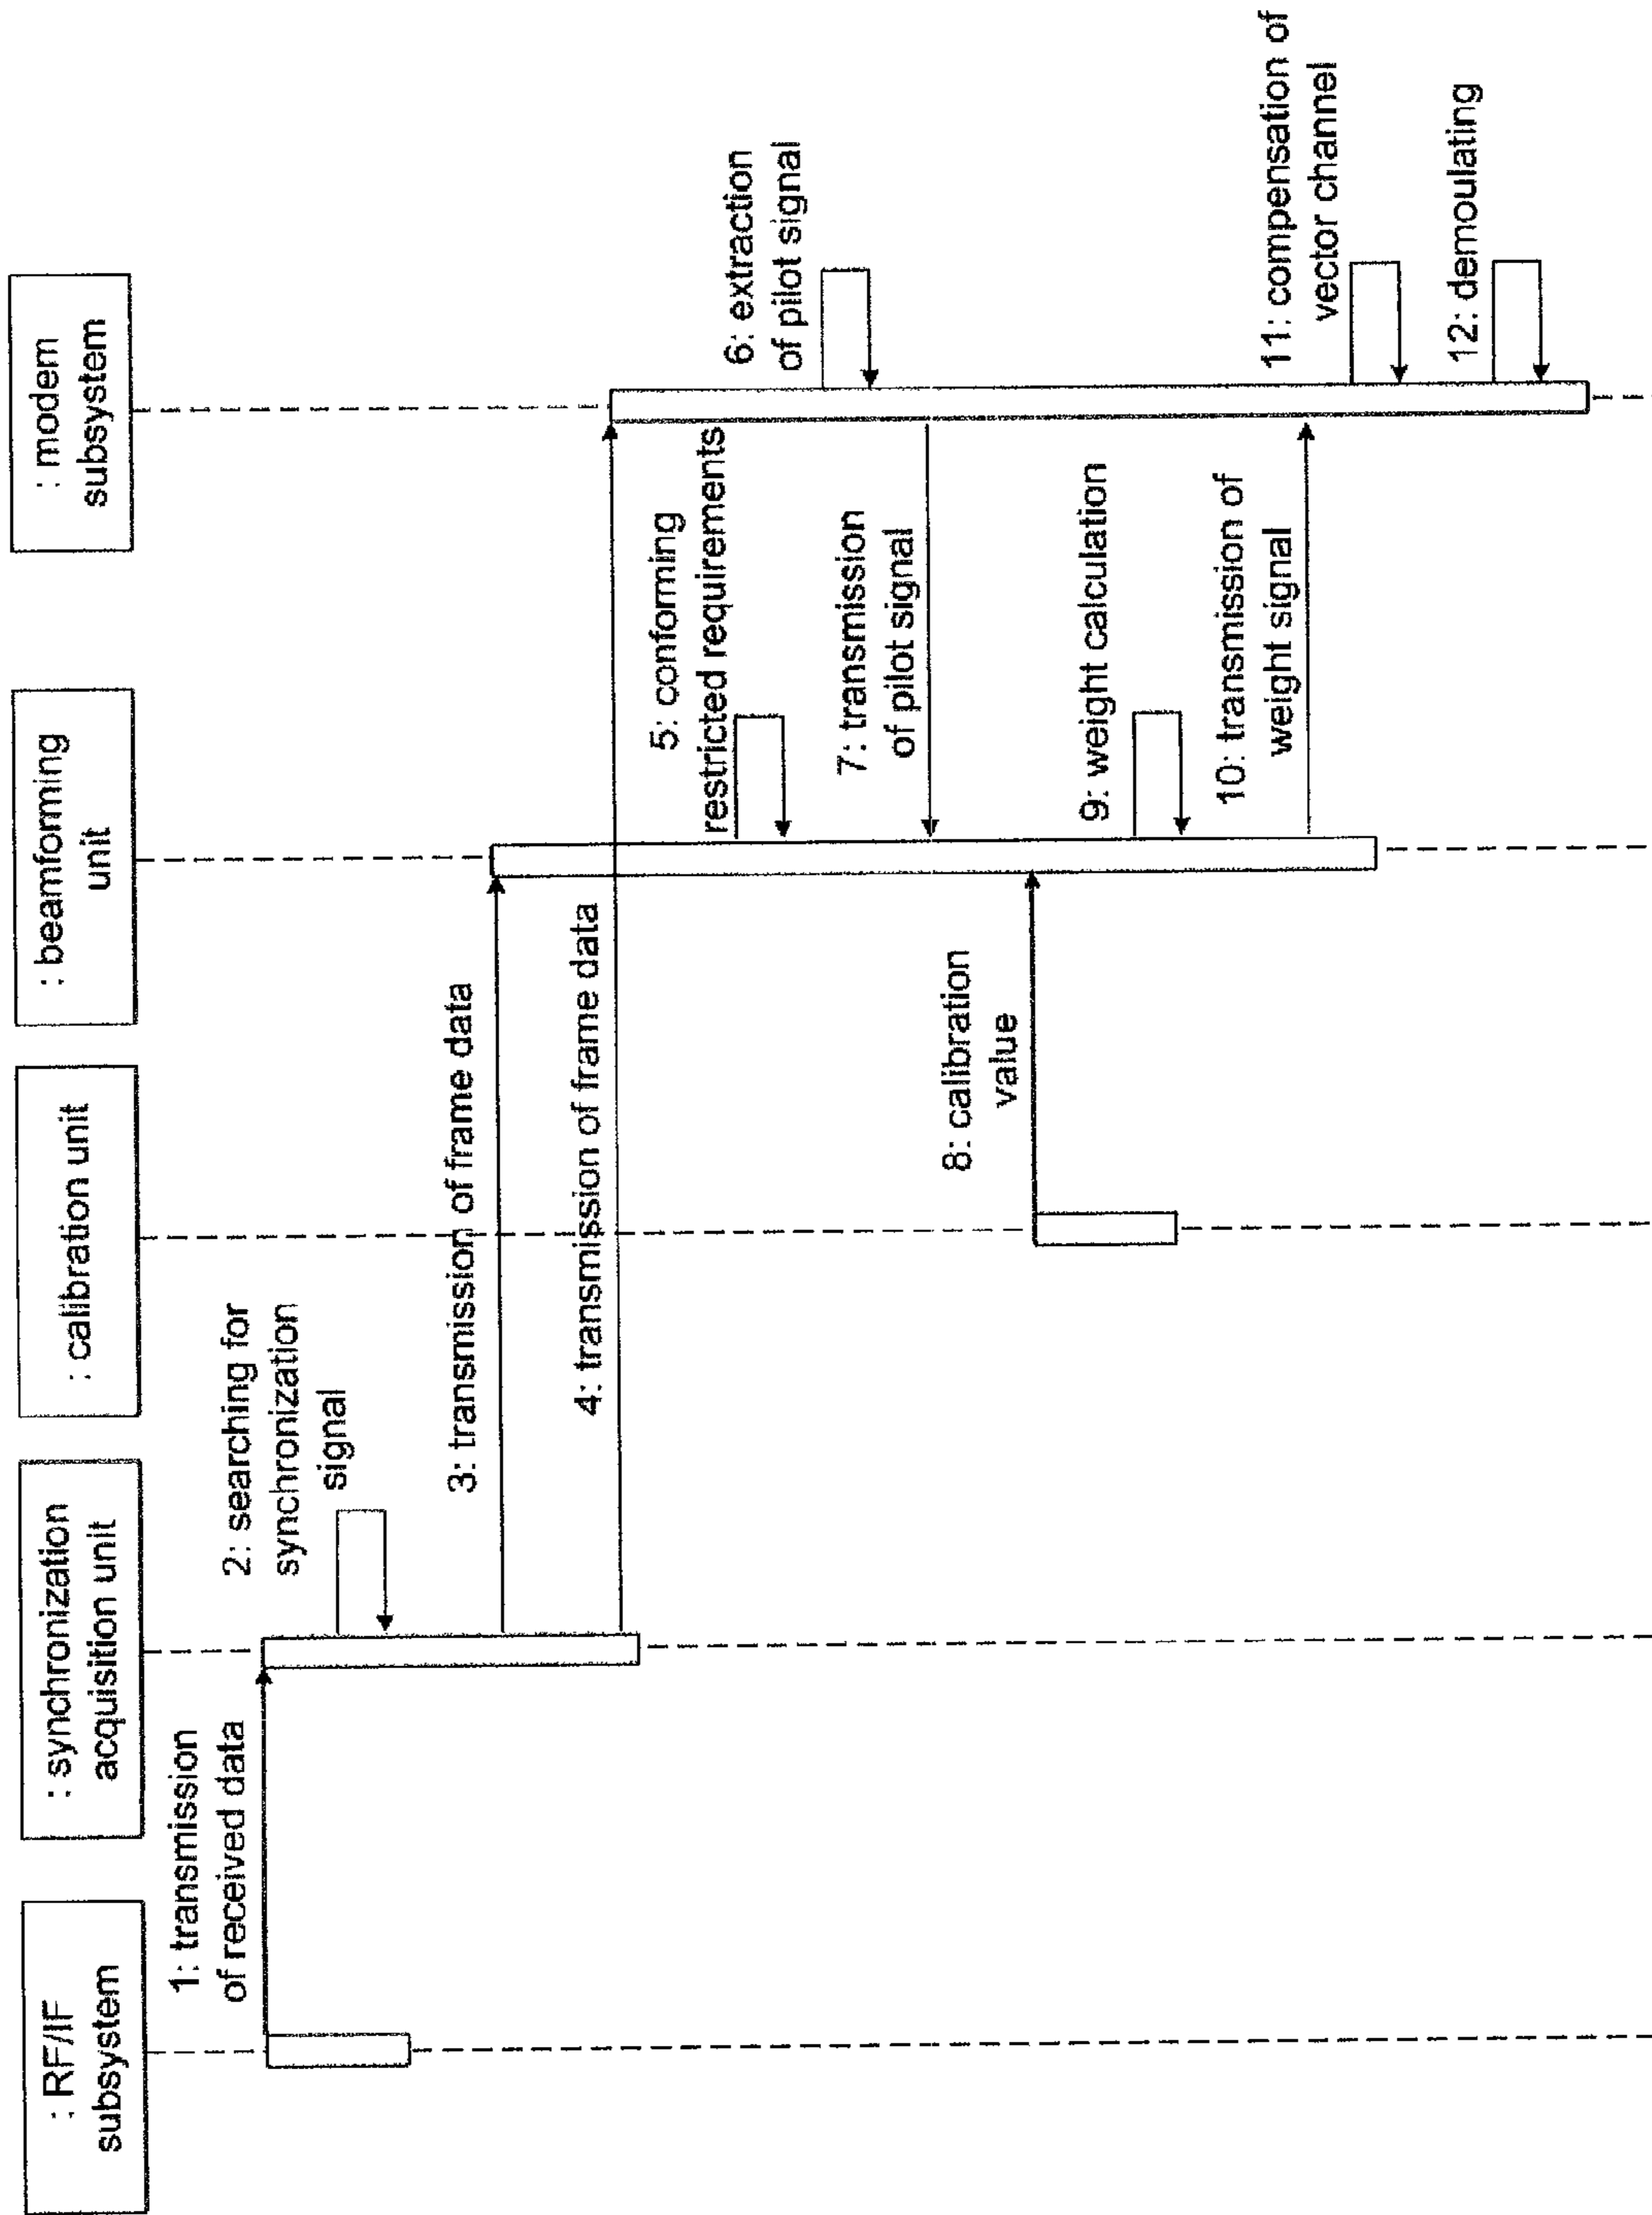 : RF/IF
subsystem
: synchronization
acquisition unit
: calibration unit
: beamfoming
unit
: modem
subsystem
1: transmission
of received data
2: searching for
synchronization
signal
3: transmission of frame data
4: transmission of frame data
5: confoming
restricted requirements
6: extraction
of pilot signal
7: transmission
of pilot signal
8: calibration
value
9: weight calculation
10: transmission of
weight signal
11: compensation of
vector channel
12: demoulating